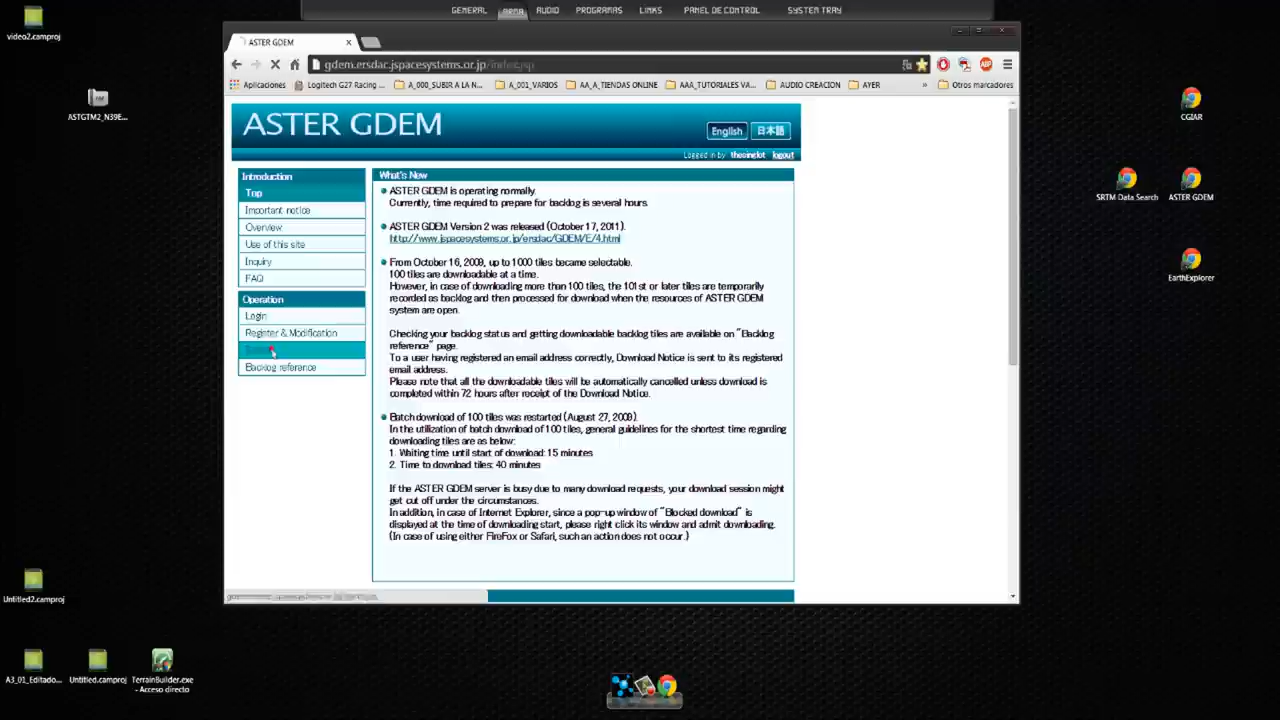 GENERAL
ARMA
AUDIO
PROGRAMAS
LINKS
PANEL DE CONTROL
SYSTEM TRAY
video2.camproj
ASTGTM2_N39E...
ASTER GDEM
gdem.ersdac.jspacesystems.or.jp/index.jsp
Aplicaciones
Logitech G27 Racing ...
A_000_SUBIR A LA N...
A_001_VARIOS
AA_A_TIENDAS ONLINE
AAA_TUTORIALES VA...
AUDIO CREACION
AYER
»
Otros marcadores
ASTER GDEM
English
日本語
Logged in by
logout
Introduction
Top
Important notice
Overview
Use of this site
Inquiry
FAQ
Operation
Login
Register & Modification
Backlog reference
What's New
ASTER GDEM is operating normally.
Currently, time required to prepare for backlog is several hours.
ASTER GDEM Version 2 was released (October 17, 2011).
http://www.jspacesystems.or.jp/ersdac/GDEM/E/4.html
From October 16, 2009, up to 1000 tiles became selectable.
100 tiles are downloadable at a time.
However, in case of downloading more than 100 tiles, the 101st or later tiles are temporarily
recorded as backlog and then processed for download when the resources of ASTER GDEM
system are open.
Checking your backlog status and getting downloadable backlog tiles are available on "Backlog
reference" page.
To a user having registered an email address correctly, Download Notice is sent to its registered
email address.
Please note that all the downloadable tiles will be automatically cancelled unless download is
completed within 72 hours after receipt of the Download Notice.
Batch download of 100 tiles was restarted (August 27, 2009).
In the utilization of batch download of 100 tiles, general guidelines for the shortest time regarding
downloading tiles are as below:
1. Waiting time until start of download: 15 minutes
2. Time to download tiles: 40 minutes
If the ASTER GDEM server is busy due to many download requests, your download session might
get cut off under the circumstances.
In addition, in case of Internet Explorer, since a pop-up window of "Blocked download" is
displayed at the time of downloading start, please right click its window and admit downloading.
(In case of using either FireFox or Safari, such an action does not occur.)
CGIAR
SRTM Data Search
ASTER GDEM
EarthExplorer
Untitled2.camproj
A3_01_Editado...
Untitled.camproj
TerrainBuilder.exe
- Acceso directo
ABP